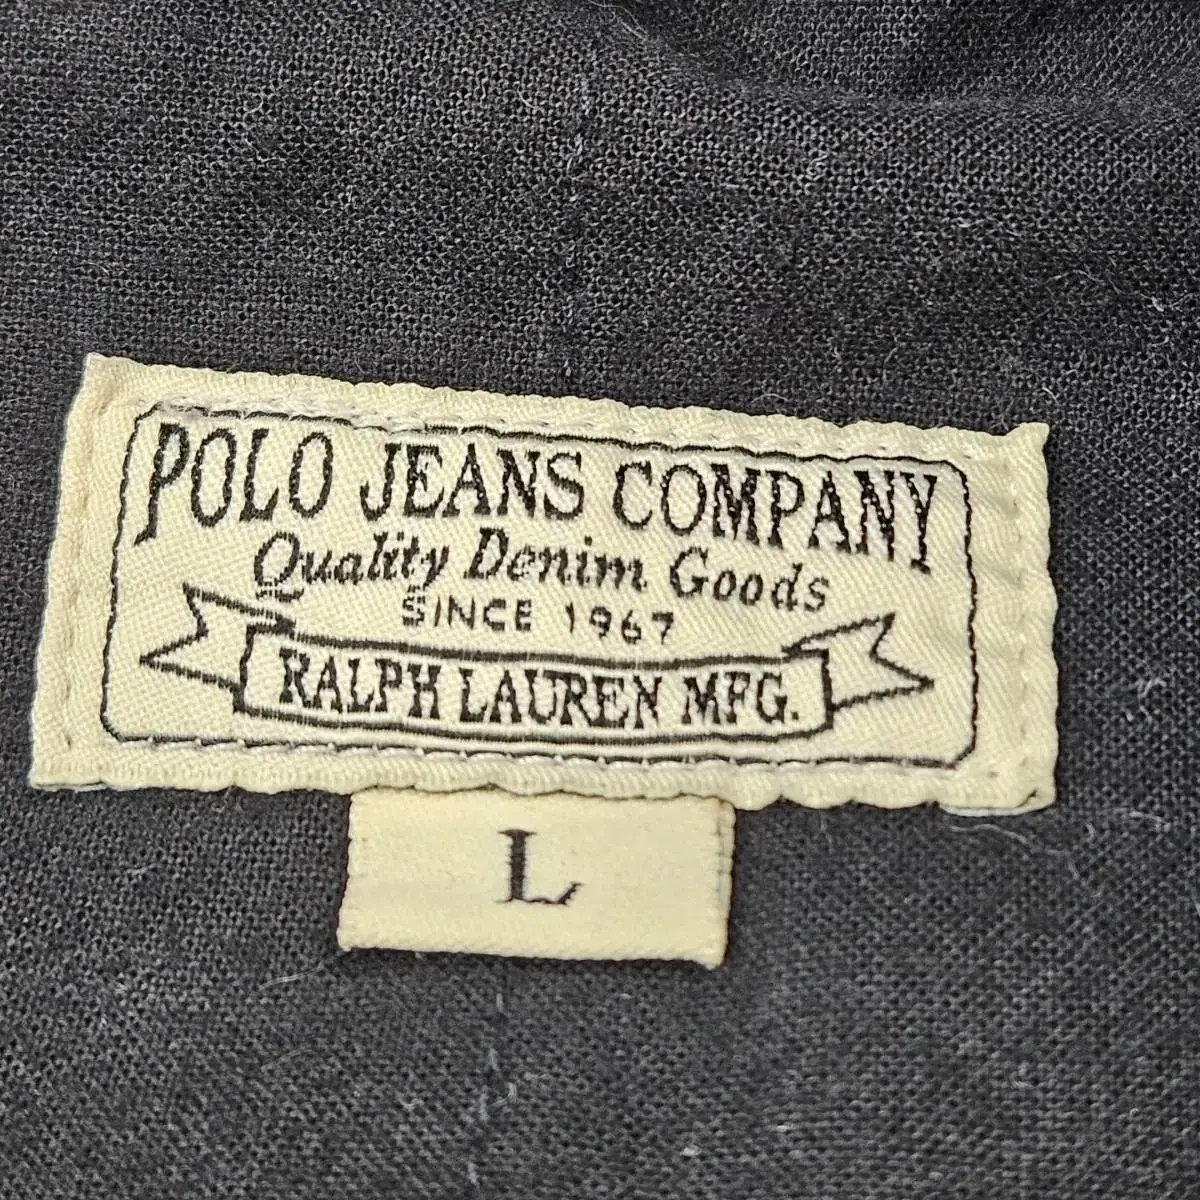 POLO JEANS COMPANY
Quality Denim Goods
SINCE 1967
RALPH LAUREN MFG.
L